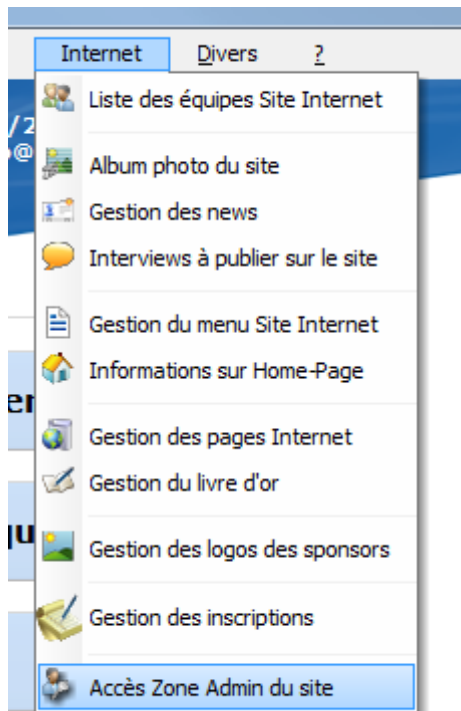 Internet Divers ?
Liste des équipes Site Internet
Album photo du site
Gestion des news
Interviews à publier sur le site
Gestion du menu Site Internet
Informations sur Home-Page
Gestion des pages Internet
Gestion du livre d'or
Gestion des logos des sponsors
Gestion des inscriptions
Accès Zone Admin du site